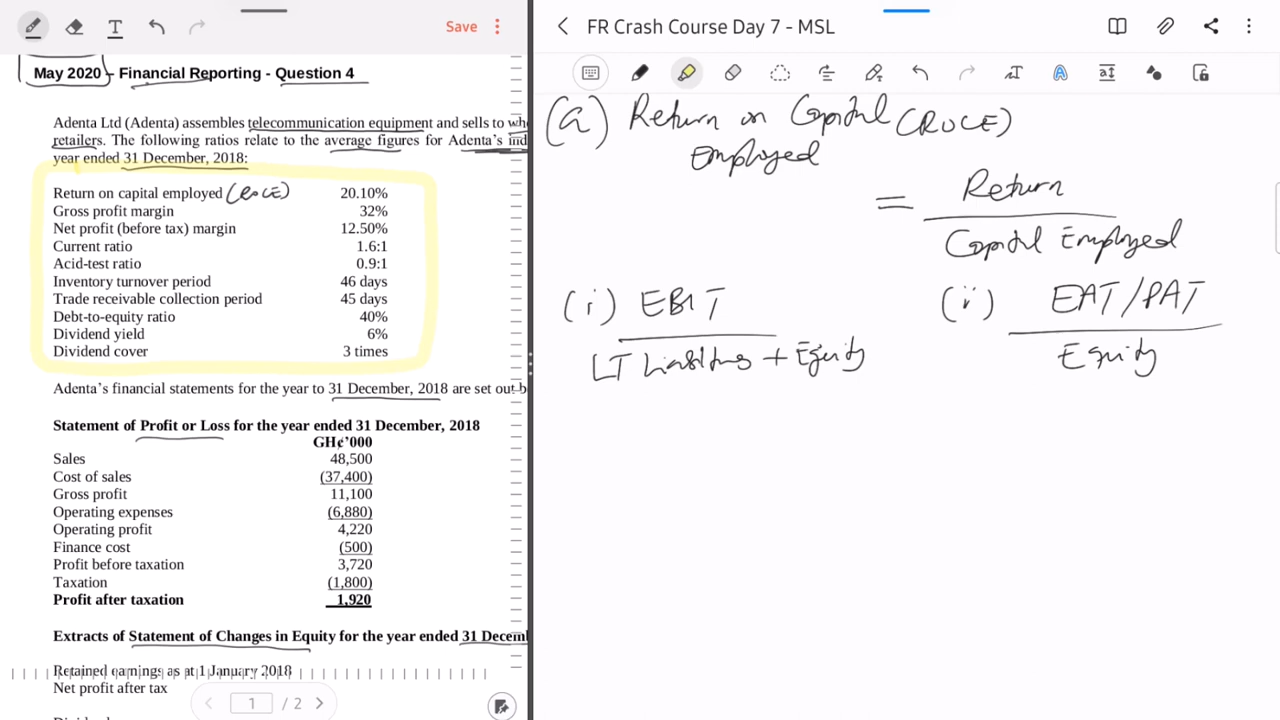 Save
May 2020 - Financial Reporting - Question 4
Adenta Ltd (Adenta) assembles telecommunication equipment and sells to wh
retailers. The following ratios relate to the average figures for Adenta's ind
year ended 31 December, 2018:
Return on capital employed (ROCE) 20.10%
Gross profit margin 32%
Net profit (before tax) margin 12.50%
Current ratio 1.6:1
Acid-test ratio 0.9:1
Inventory turnover period 46 days
Trade receivable collection period 45 days
Debt-to-equity ratio 40%
Dividend yield 6%
Dividend cover 3 times
Adenta's financial statements for the year to 31 December, 2018 are set out b
Statement of Profit or Loss for the year ended 31 December, 2018
GH¢'000
Sales 48,500
Cost of sales (37,400)
Gross profit 11,100
Operating expenses (6,880)
Operating profit 4,220
Finance cost (500)
Profit before taxation 3,720
Taxation (1,800)
Profit after taxation 1,920
Extracts of Statement of Changes in Equity for the year ended 31 Decem
Retained earnings as at 1 January 2018
Net profit after tax
1 / 2
FR Crash Course Day 7 - MSL
(a) Return on Capital (ROCE)
Employed
= Return
Capital Employed
(i) EBIT
LT Liabilities + Equity
(ii) EAT/PAT
Equity